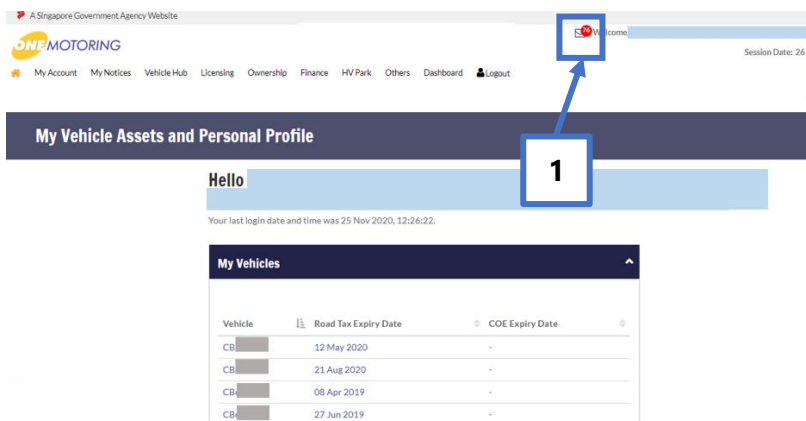 A Singapore Government Agency Website
ONEMOTORING
76 Welcome
Session Date: 26
My Account My Notices Vehicle Hub Licensing Ownership Finance HV Park Others Dashboard Logout
My Vehicle Assets and Personal Profile
1
Hello
Your last login date and time was 25 Nov 2020, 12:26:22.
My Vehicles
Vehicle Road Tax Expiry Date COE Expiry Date
CB 12 May 2020 -
CB 21 Aug 2020 -
CB 08 Apr 2019 -
CB 27 Jun 2019 -